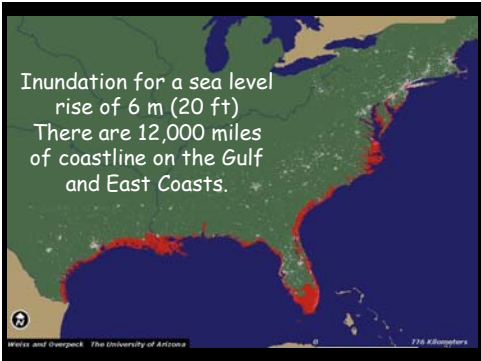 Inundation for a sea level
rise of 6 m (20 ft)
There are 12,000 miles
of coastline on the Gulf
and East Coasts.
N
Weiss and Overpeck The University of Arizona
0 776 Kilometers